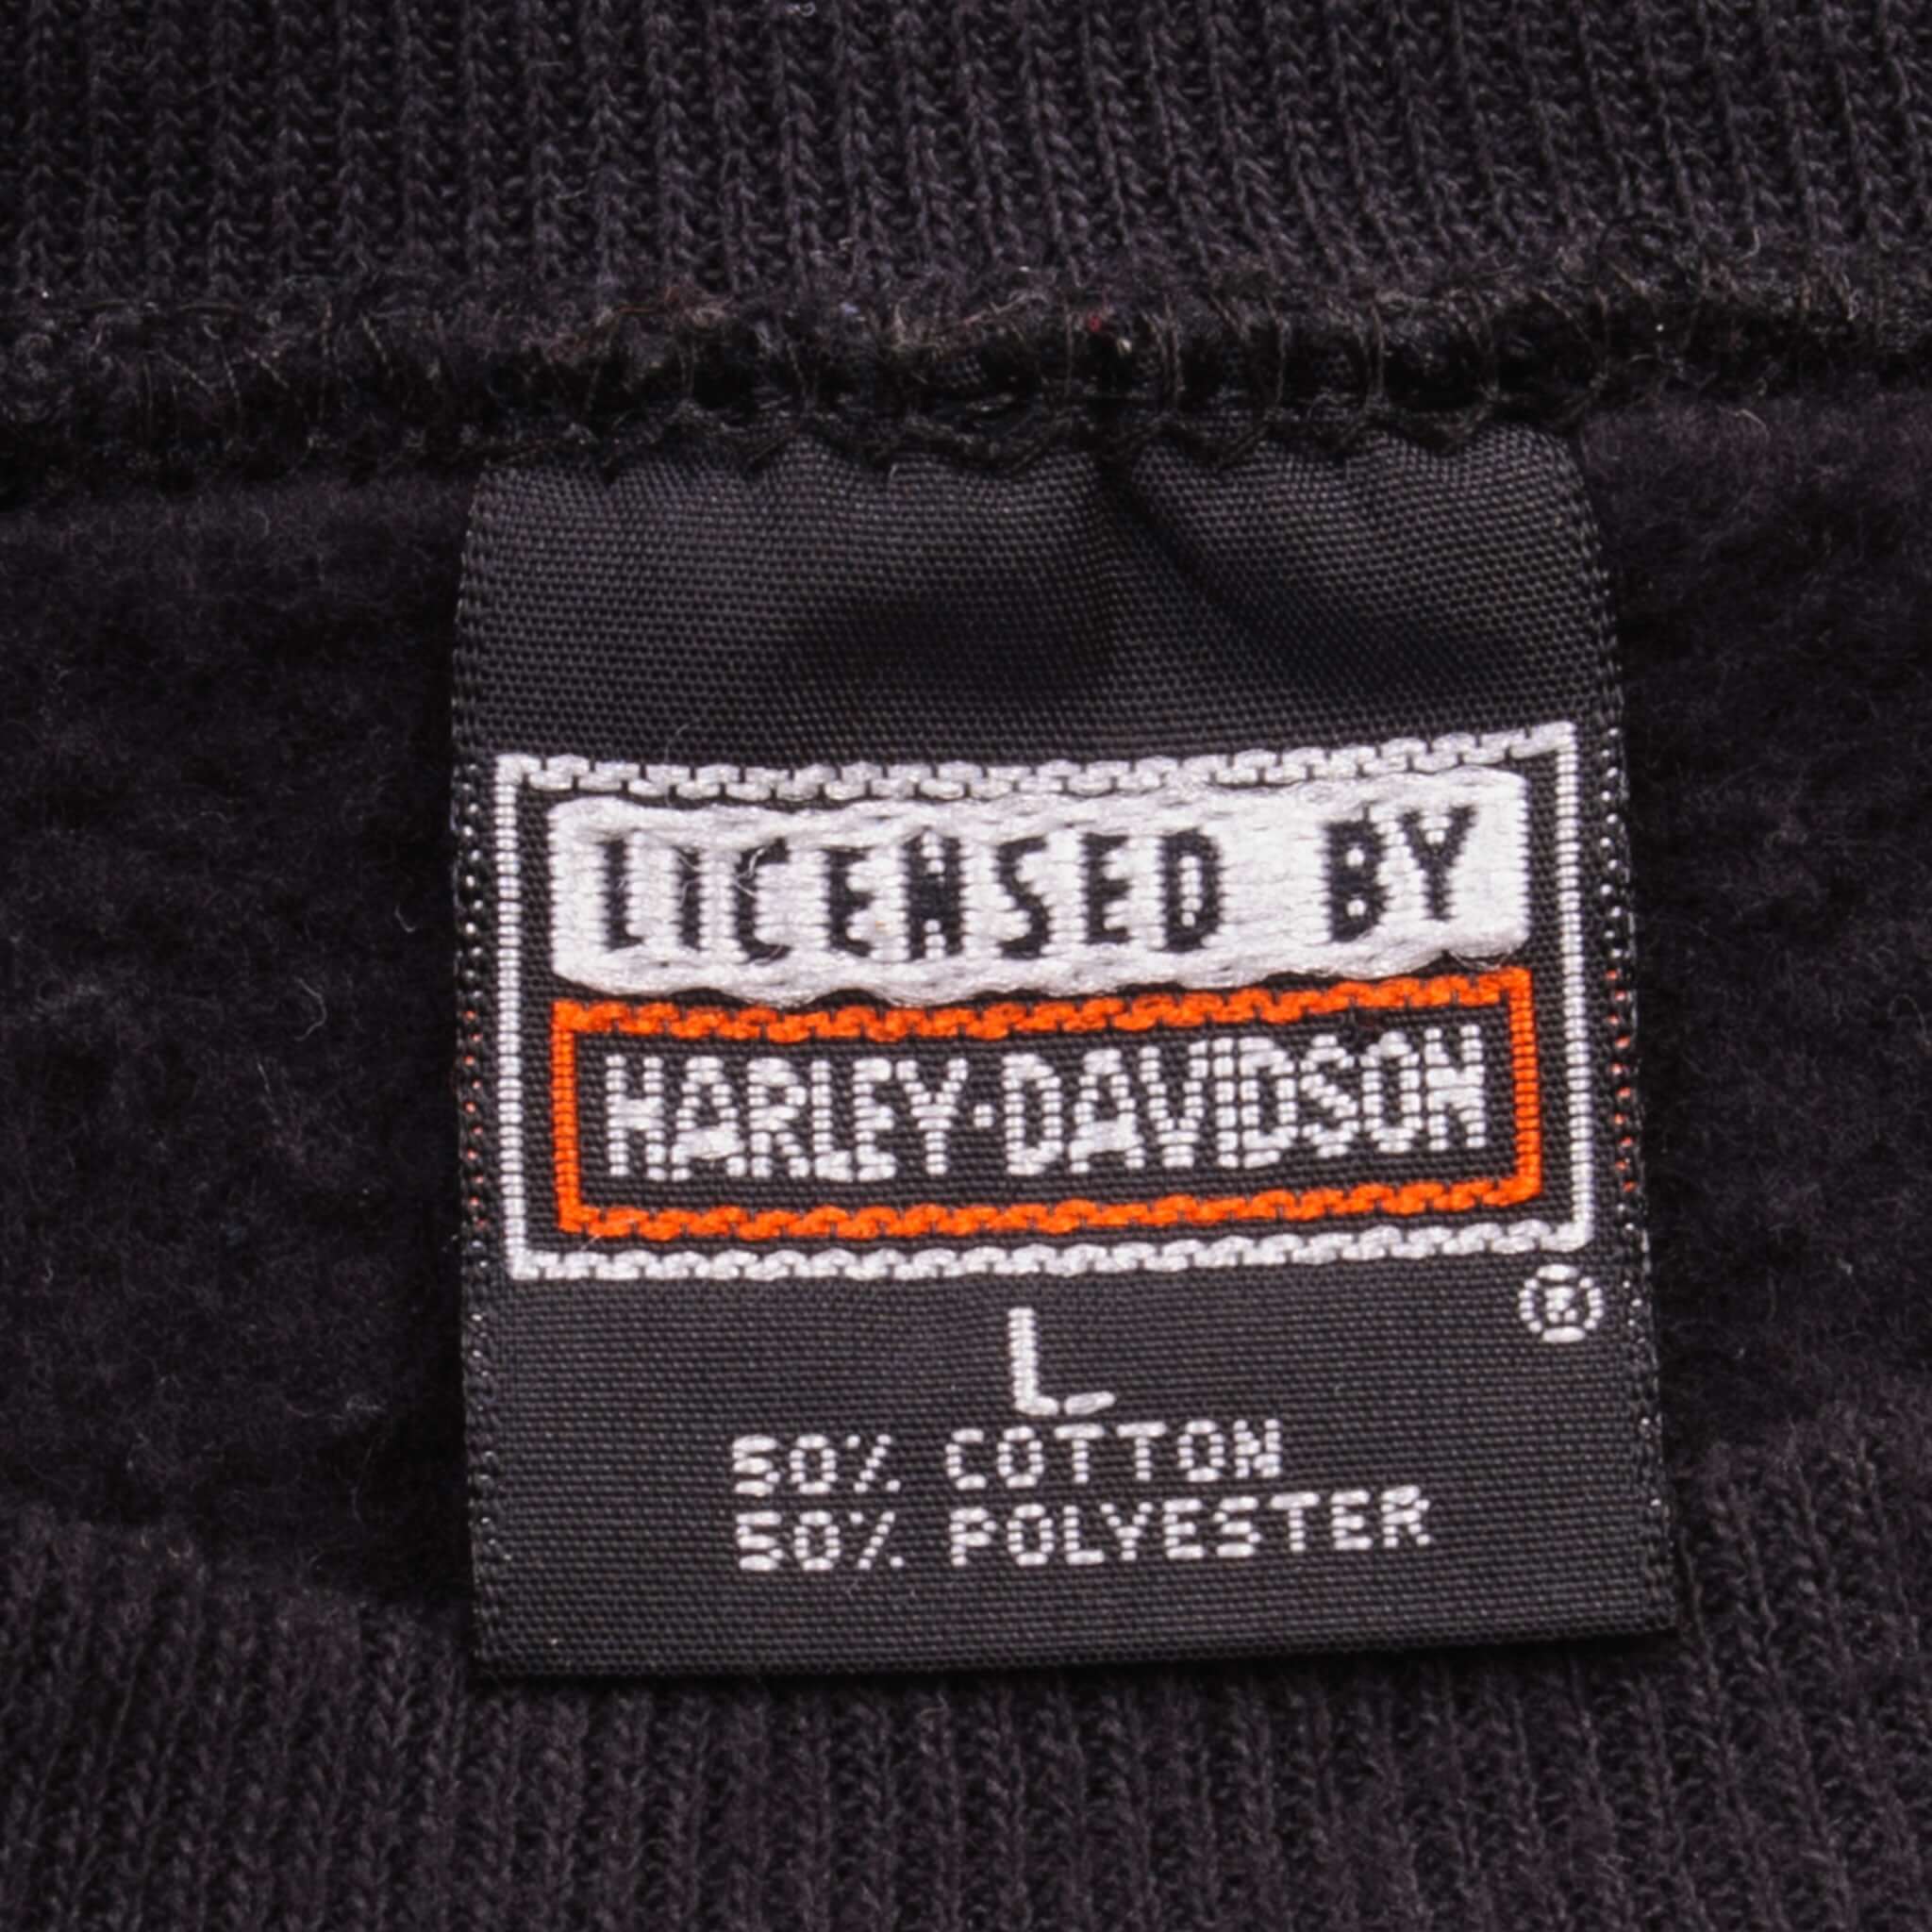 LICENSED BY
HARLEY·DAVIDSON
®
L
50% COTTON
50% POLYESTER